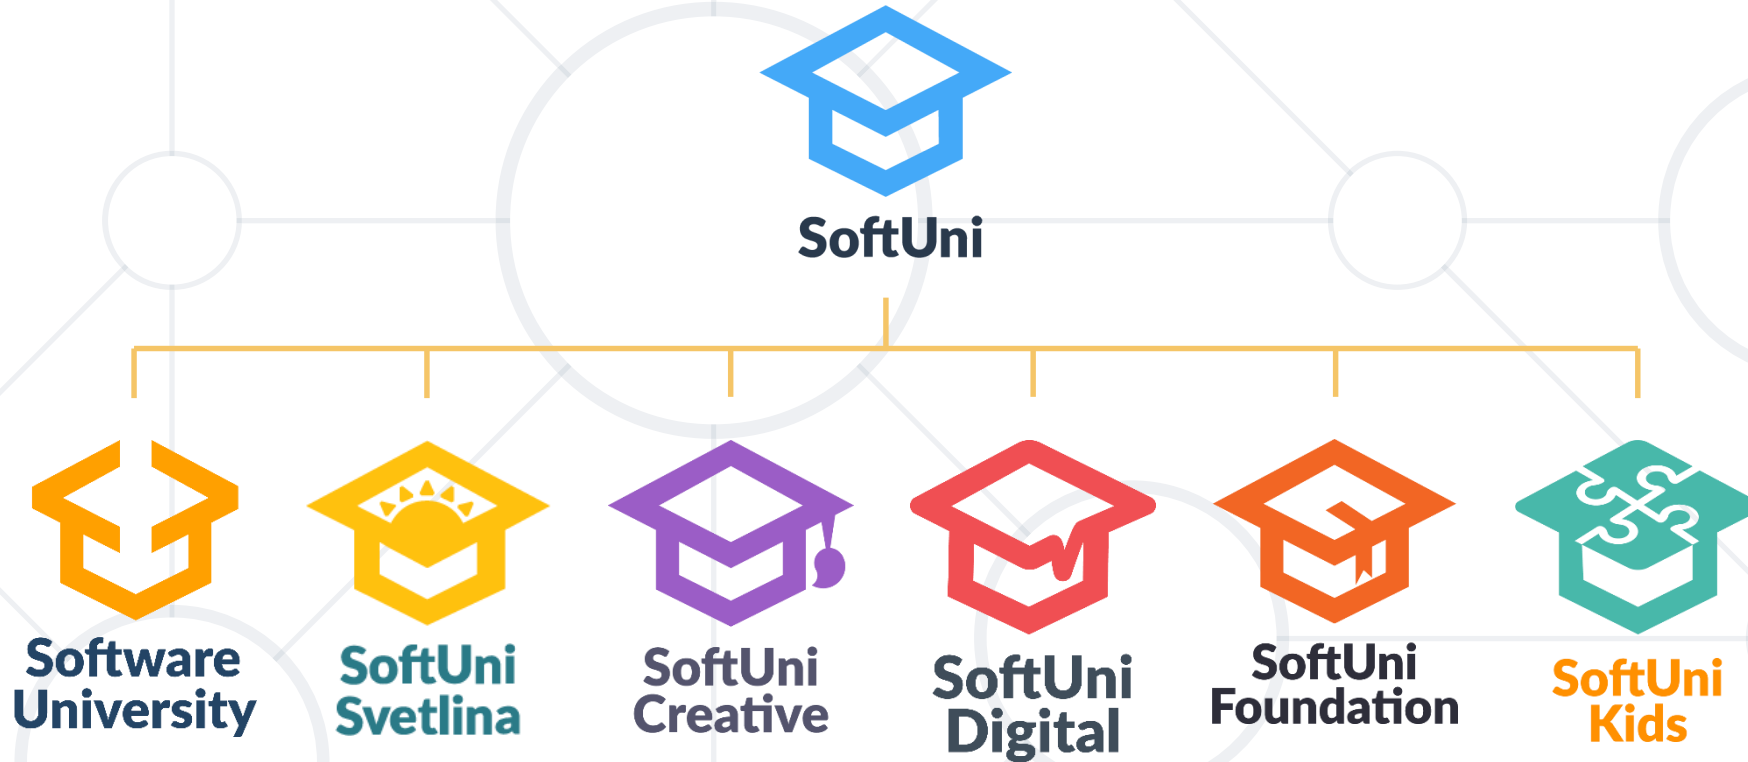 SoftUni
Software
University
SoftUni
Svetlina
SoftUni
Creative
SoftUni
Digital
SoftUni
Foundation
SoftUni
Kids